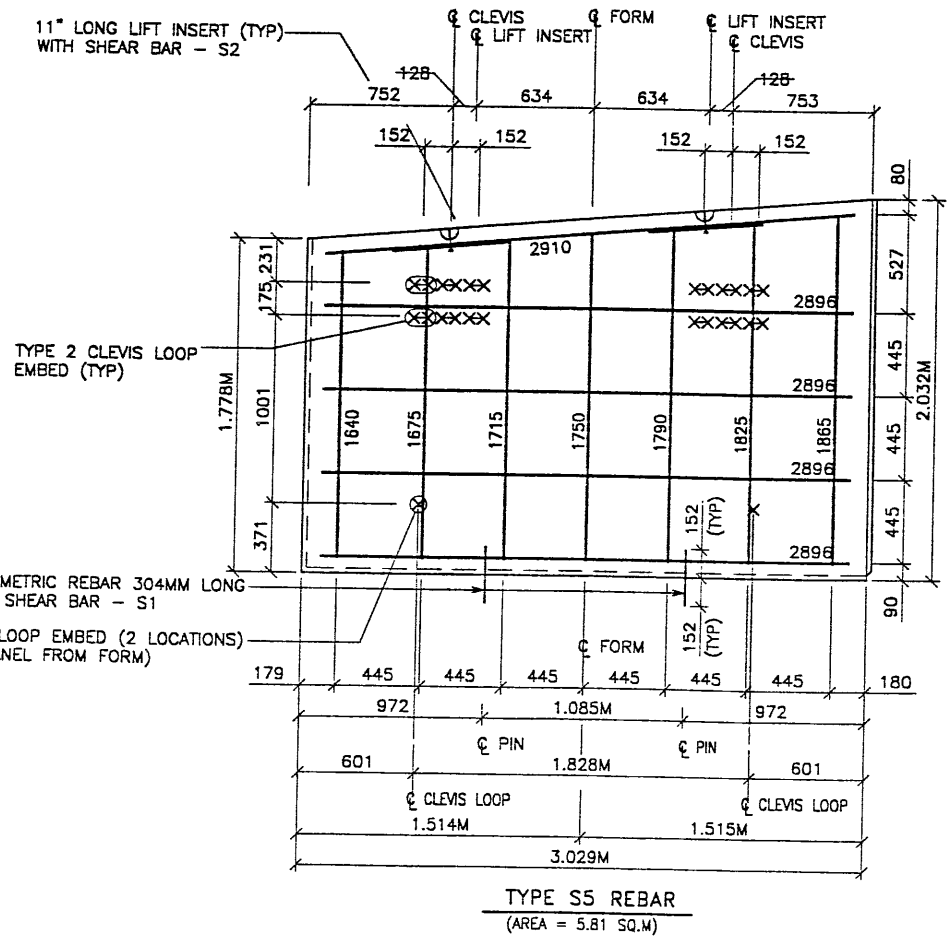 11" LONG LIFT INSERT (TYP)
WITH SHEAR BAR - S2
℄ CLEVIS
℄ LIFT INSERT
℄ FORM
℄ LIFT INSERT
℄ CLEVIS
128
128
752
634
634
753
152
152
152
152
80
2910
231
175
527
2896
TYPE 2 CLEVIS LOOP
EMBED (TYP)
445
2.032M
1.778M
1001
2896
1640
1675
1715
1750
1790
1825
1865
445
2896
371
152
(TYP)
445
2896
METRIC REBAR 304MM LONG
SHEAR BAR - S1
90
152
(TYP)
LOOP EMBED (2 LOCATIONS)
NEL FROM FORM)
℄ FORM
179
445
445
445
445
445
445
180
972
1.085M
972
℄ PIN
℄ PIN
601
1.828M
601
℄ CLEVIS LOOP
℄ CLEVIS LOOP
1.514M
1.515M
3.029M
TYPE S5 REBAR
(AREA = 5.81 SQ.M)